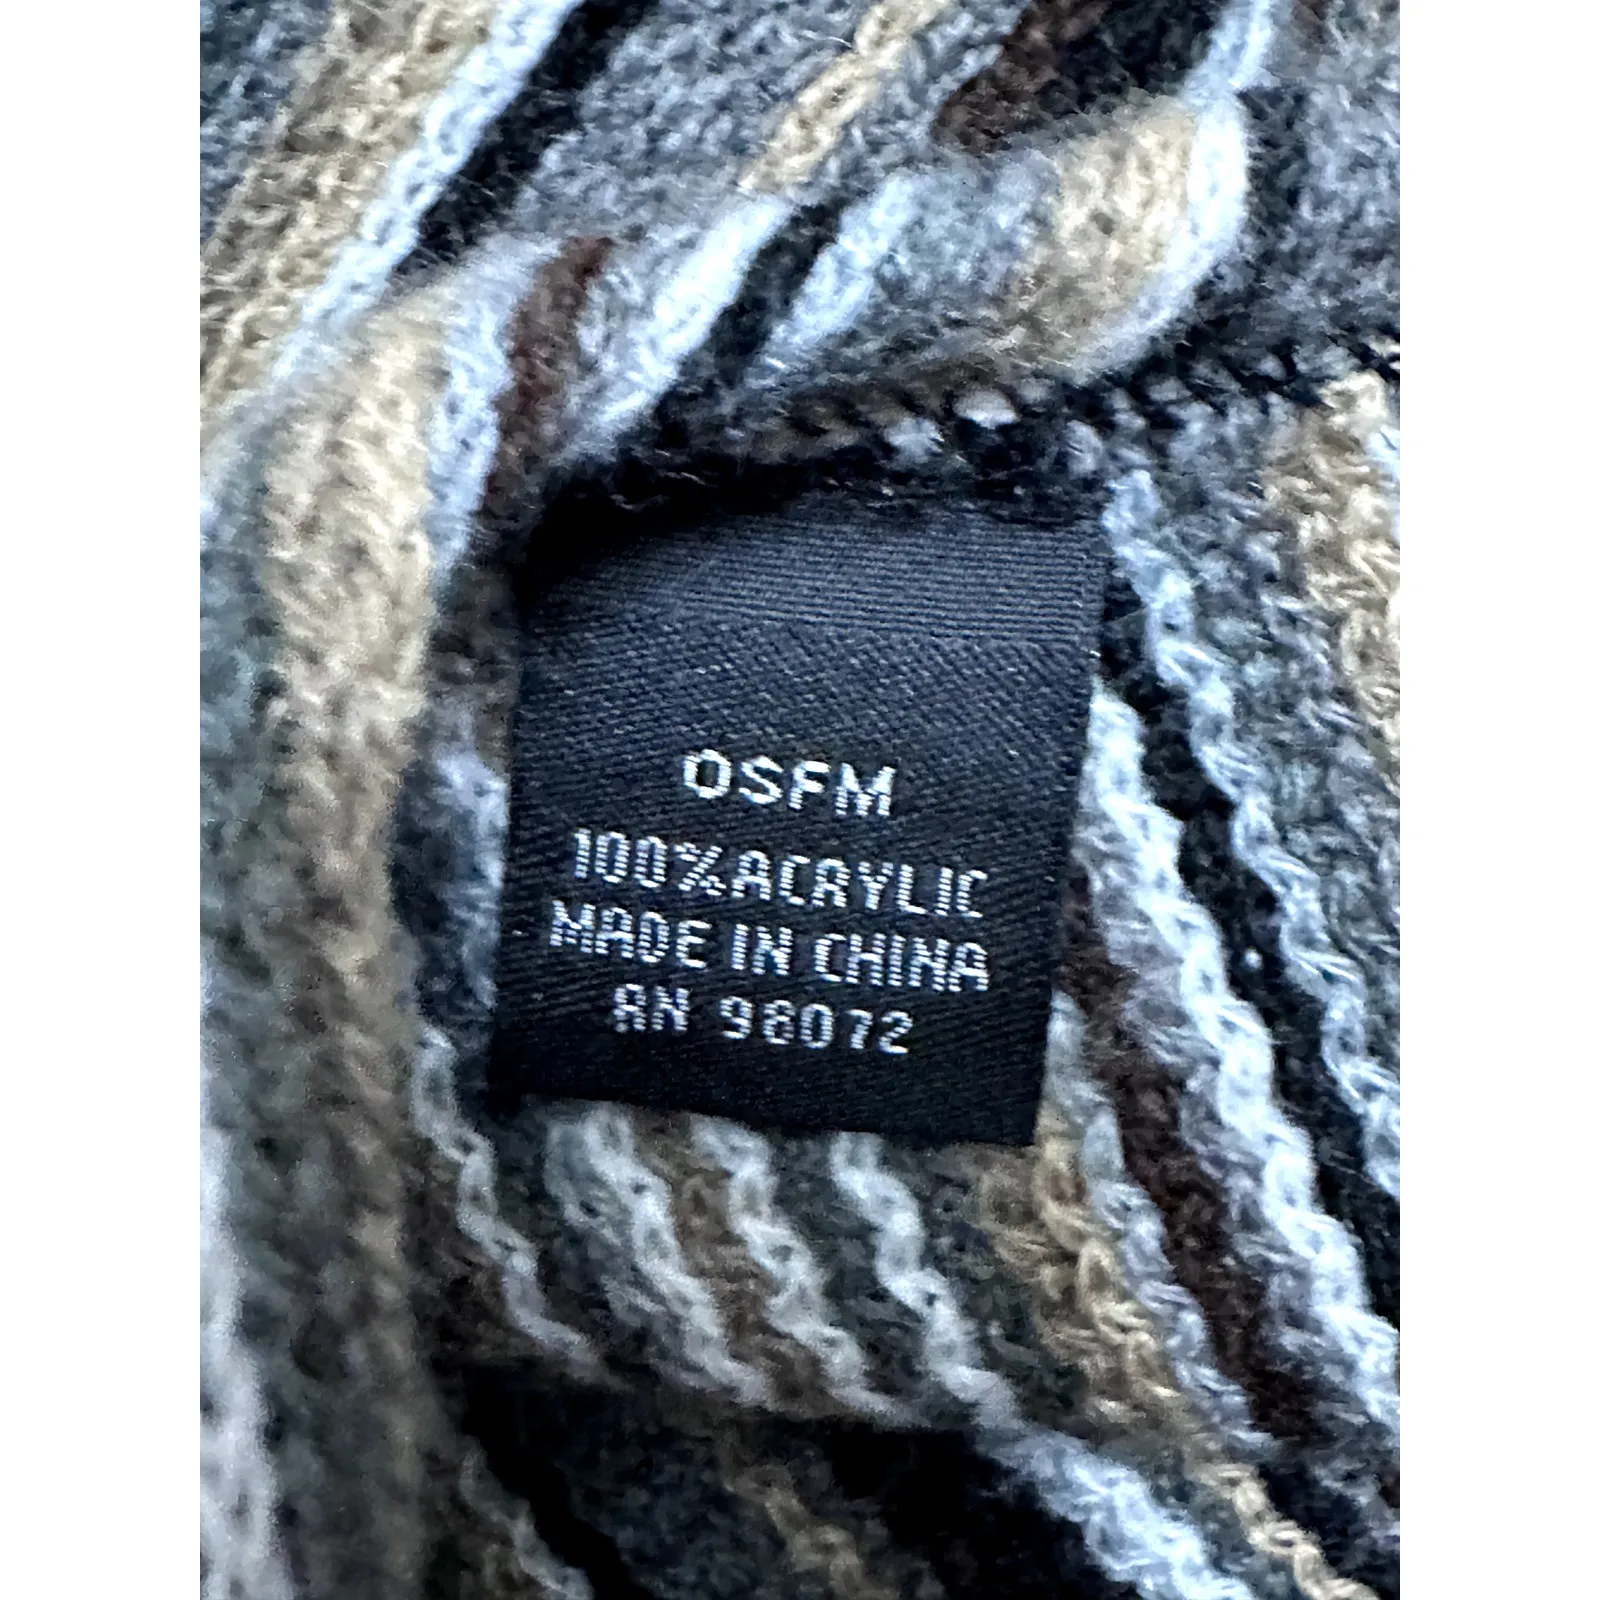 OSFM
100%ACRYLIC
MADE IN CHINA
RN 98072